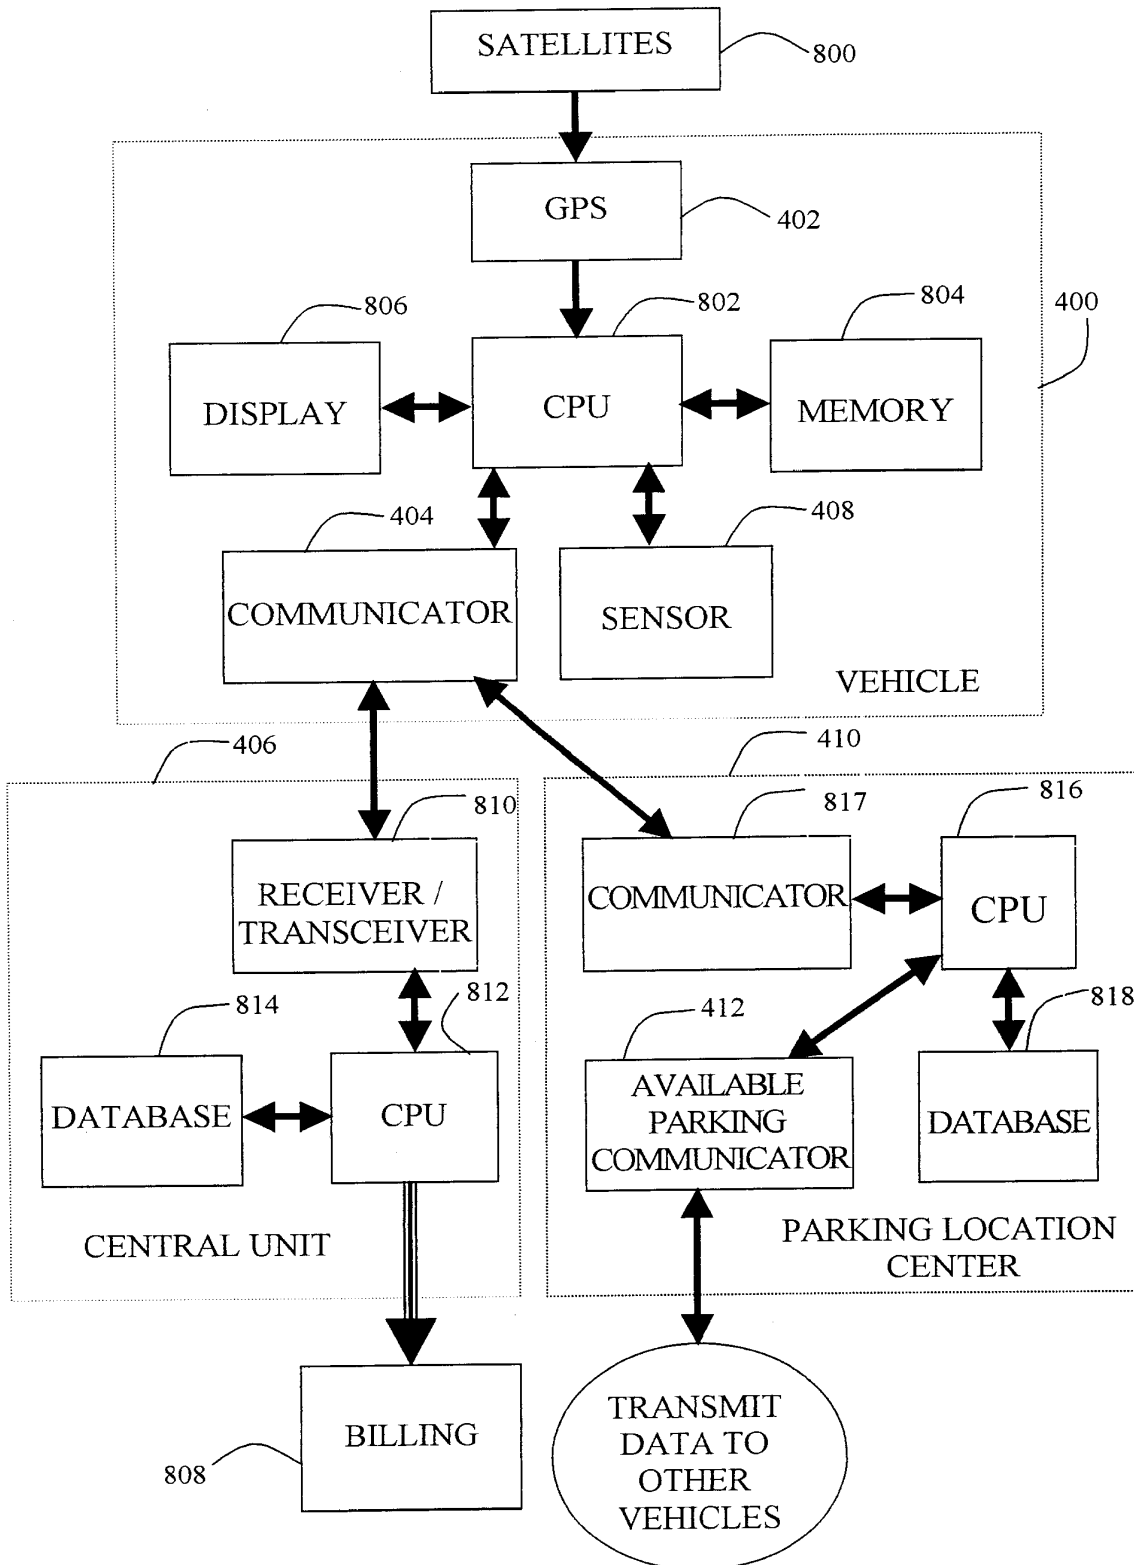 SATELLITES
800
GPS
402
806
802
804
400
DISPLAY
CPU
MEMORY
404
408
COMMUNICATOR
SENSOR
VEHICLE
406
410
810
817
816
RECEIVER /
TRANSCEIVER
COMMUNICATOR
CPU
814
812
412
818
DATABASE
CPU
AVAILABLE
PARKING
COMMUNICATOR
DATABASE
CENTRAL UNIT
PARKING LOCATION
CENTER
BILLING
808
TRANSMIT
DATA TO
OTHER
VEHICLES